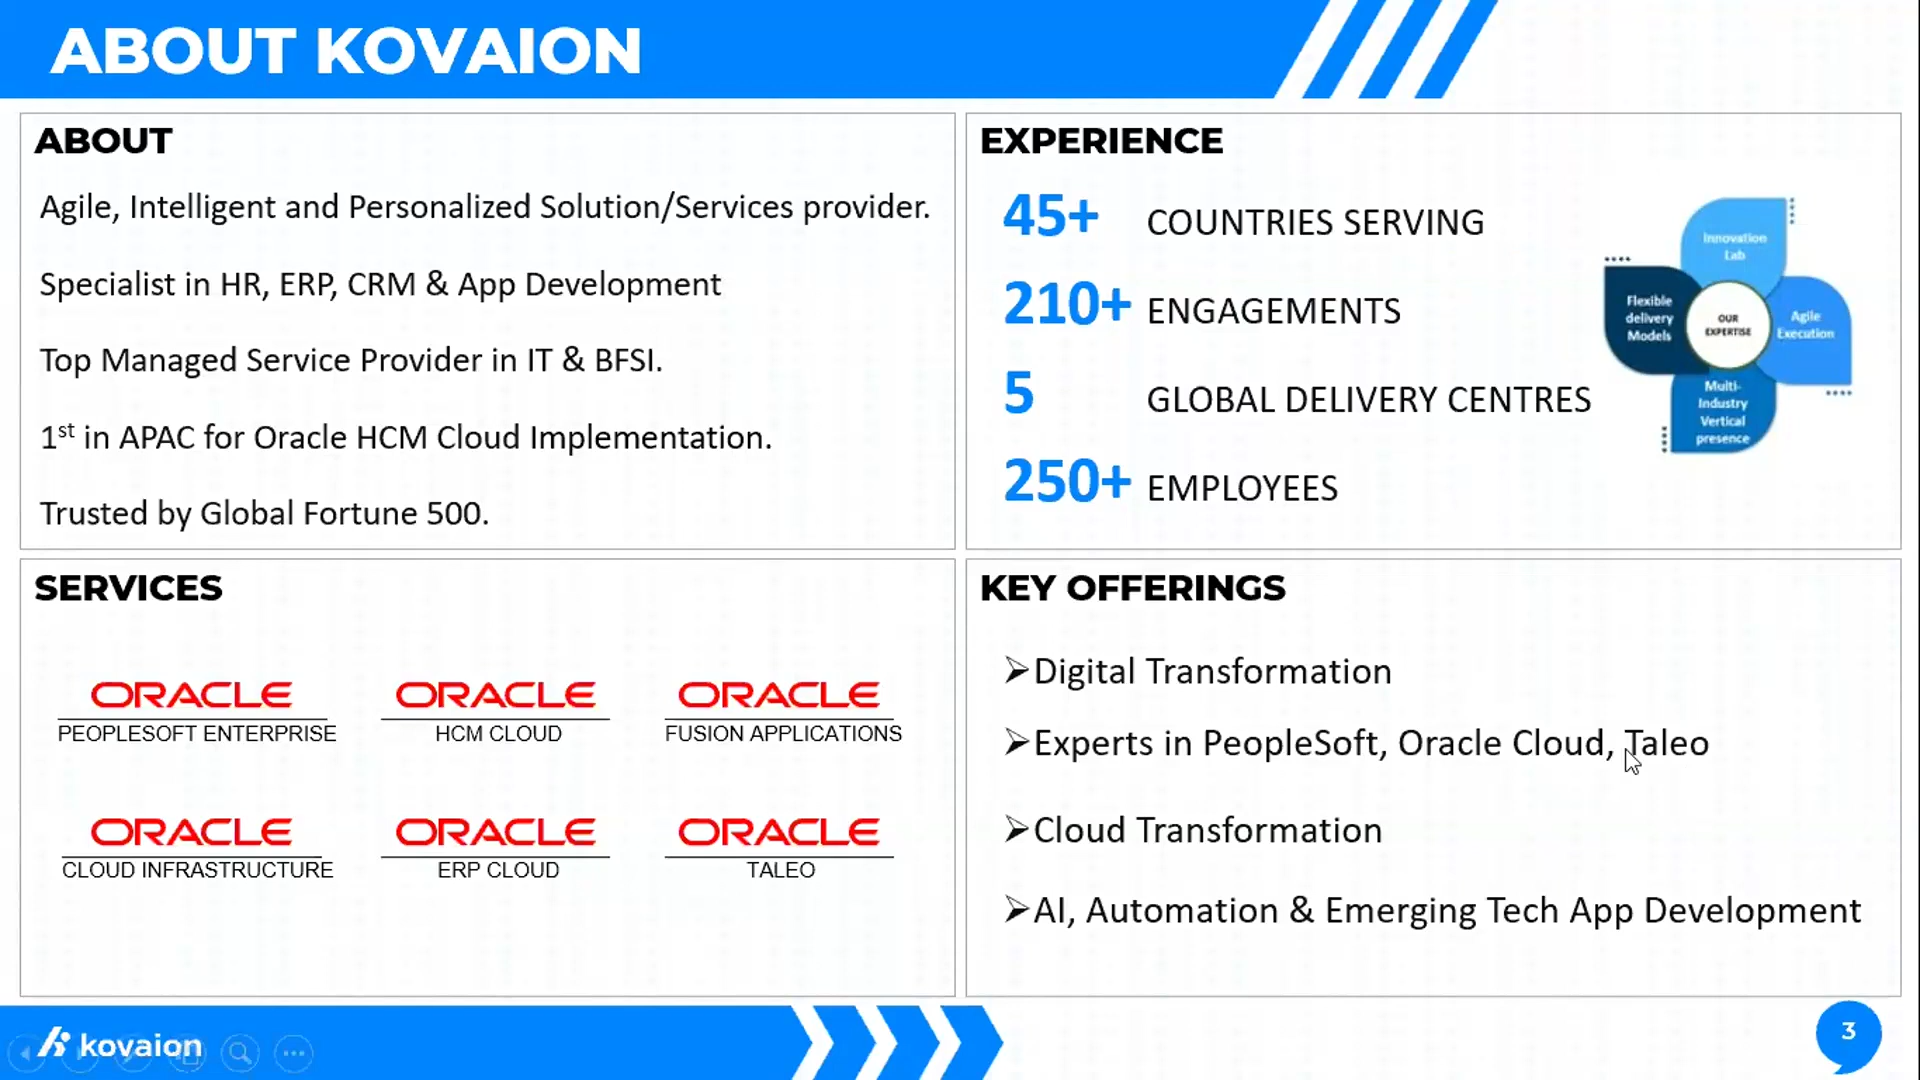 ABOUT KOVAION
ABOUT
Agile, Intelligent and Personalized Solution/Services provider.
Specialist in HR, ERP, CRM & App Development
Top Managed Service Provider in IT & BFSI.
1st in APAC for Oracle HCM Cloud Implementation.
Trusted by Global Fortune 500.
EXPERIENCE
45+ COUNTRIES SERVING
210+ ENGAGEMENTS
5 GLOBAL DELIVERY CENTRES
250+ EMPLOYEES
Innovation
Lab
Flexible
delivery
Models
OUR
EXPERTISE
Agile
Execution
Multi-
Industry
Vertical
presence
SERVICES
ORACLE
PEOPLESOFT ENTERPRISE
ORACLE
HCM CLOUD
ORACLE
FUSION APPLICATIONS
ORACLE
CLOUD INFRASTRUCTURE
ORACLE
ERP CLOUD
ORACLE
TALEO
KEY OFFERINGS
➢Digital Transformation
➢Experts in PeopleSoft, Oracle Cloud, Taleo
➢Cloud Transformation
➢AI, Automation & Emerging Tech App Development
kovaion
3